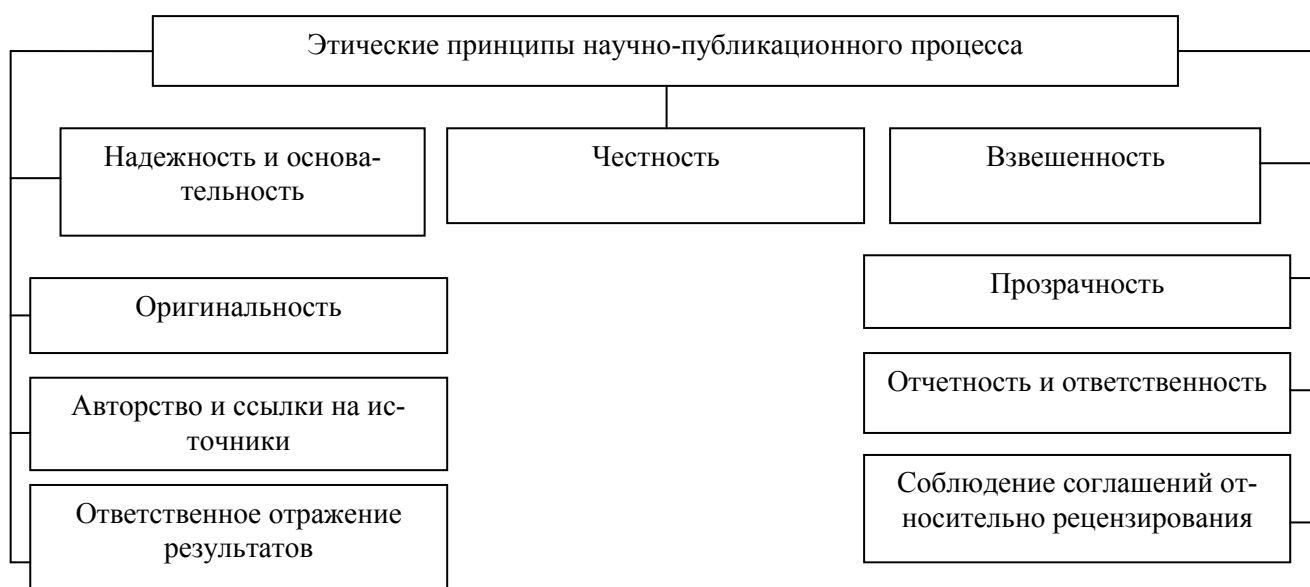 Этические принципы научно-публикационного процесса
Надежность и основа-
тельность
Честность
Взвешенность
Оригинальность
Прозрачность
Авторство и ссылки на ис-
точники
Отчетность и ответственность
Ответственное отражение
результатов
Соблюдение соглашений от-
носительно рецензирования